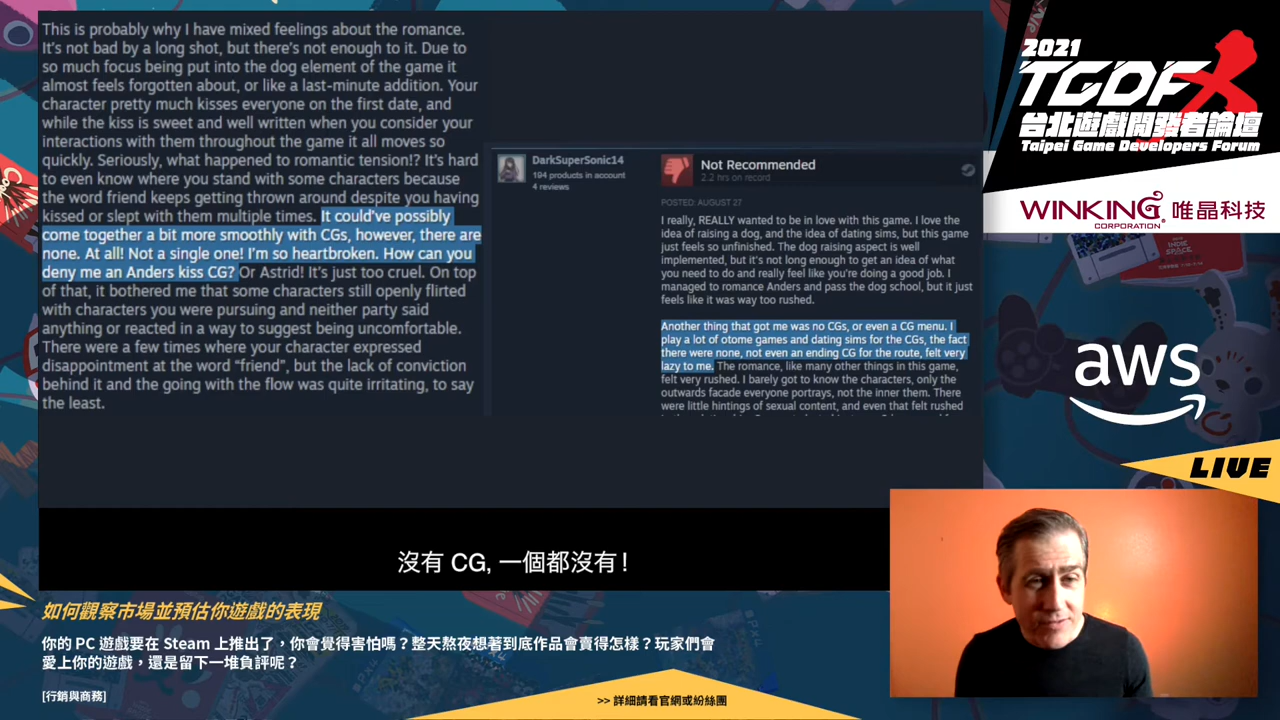 This is probably why I have mixed feelings about the romance.
It's not bad by a long shot, but there's not enough to it. Due to
so much focus being put into the dog element of the game it
almost feels forgotten about, or like a last-minute addition. Your
character pretty much kisses everyone on the first date, and
while the kiss is sweet and well written when you consider your
interactions with them throughout the game it all moves so
quickly. Seriously, what happened to romantic tension!? It's hard
to even know where you stand with some characters because
the word friend keeps getting thrown around despite you having
kissed or slept with them multiple times. It could've possibly
come together a bit more smoothly with CGs, however, there are
none. At all! Not a single one! I'm so heartbroken. How can you
deny me an Anders kiss CG? Or Astrid! It's just too cruel. On top
of that, it bothered me that some characters still openly flirted
with characters you were pursuing and neither party said
anything or reacted in a way to suggest being uncomfortable.
There were a few times where your character expressed
disappointment at the word "friend", but the lack of conviction
behind it and the going with the flow was quite irritating, to say
the least.
DarkSuperSonic14
194 products in account
4 reviews
Not Recommended
2.2 hrs on record
POSTED: AUGUST 27
I really, REALLY wanted to be in love with this game. I love the
idea of raising a dog, and the idea of dating sims, but this game
just feels so unfinished. The dog raising aspect is well
implemented, but it's not long enough to get an idea of what
you need to do and really feel like you're doing a good job. I
managed to romance Anders and pass the dog school, but it just
feels like it was way too rushed.
Another thing that got me was no CGs, or even a CG menu. I
play a lot of otome games and dating sims for the CGs, the fact
there were none, not even an ending CG for the route, felt very
lazy to me. The romance, like many other things in this game,
felt very rushed. I barely got to know the characters, only the
outwards facade everyone portrays, not the inner them. There
were little hintings of sexual content, and even that felt rushed
沒有 CG, 一個都沒有！
2021
TGDF
台北遊戲開發者論壇
Taipei Game Developers Forum
WINKING 唯晶科技
CORPORATION
INDIE
SPACE
aws
LIVE
如何觀察市場並預估你遊戲的表現
你的 PC 遊戲要在 Steam 上推出了，你會覺得害怕嗎？整天熬夜想著到底作品會賣得怎樣？玩家們會
愛上你的遊戲，還是留下一堆負評呢？
[行銷與商務]
>> 詳細請看官網或粉絲團